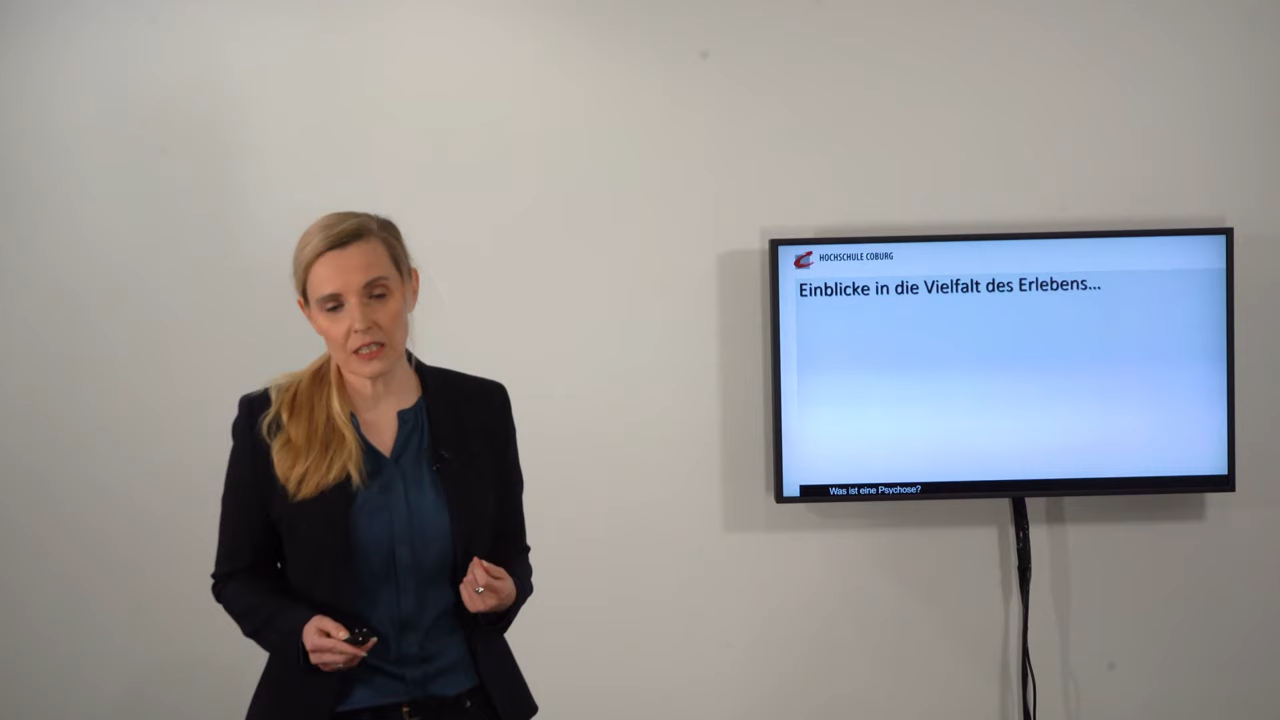 HOCHSCHULE COBURG
Einblicke in die Vielfalt des Erlebens...
Was ist eine Psychose?